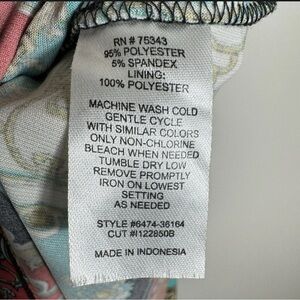 RN # 75343
95% POLYESTER
5% SPANDEX
LINING:
100% POLYESTER
MACHINE WASH COLD
GENTLE CYCLE
WITH SIMILAR COLORS
ONLY NON-CHLORINE
BLEACH WHEN NEEDED
TUMBLE DRY LOW
REMOVE PROMPTLY
IRON ON LOWEST
SETTING
AS NEEDED
STYLE #6474-36164
CUT #I122850B
MADE IN INDONESIA